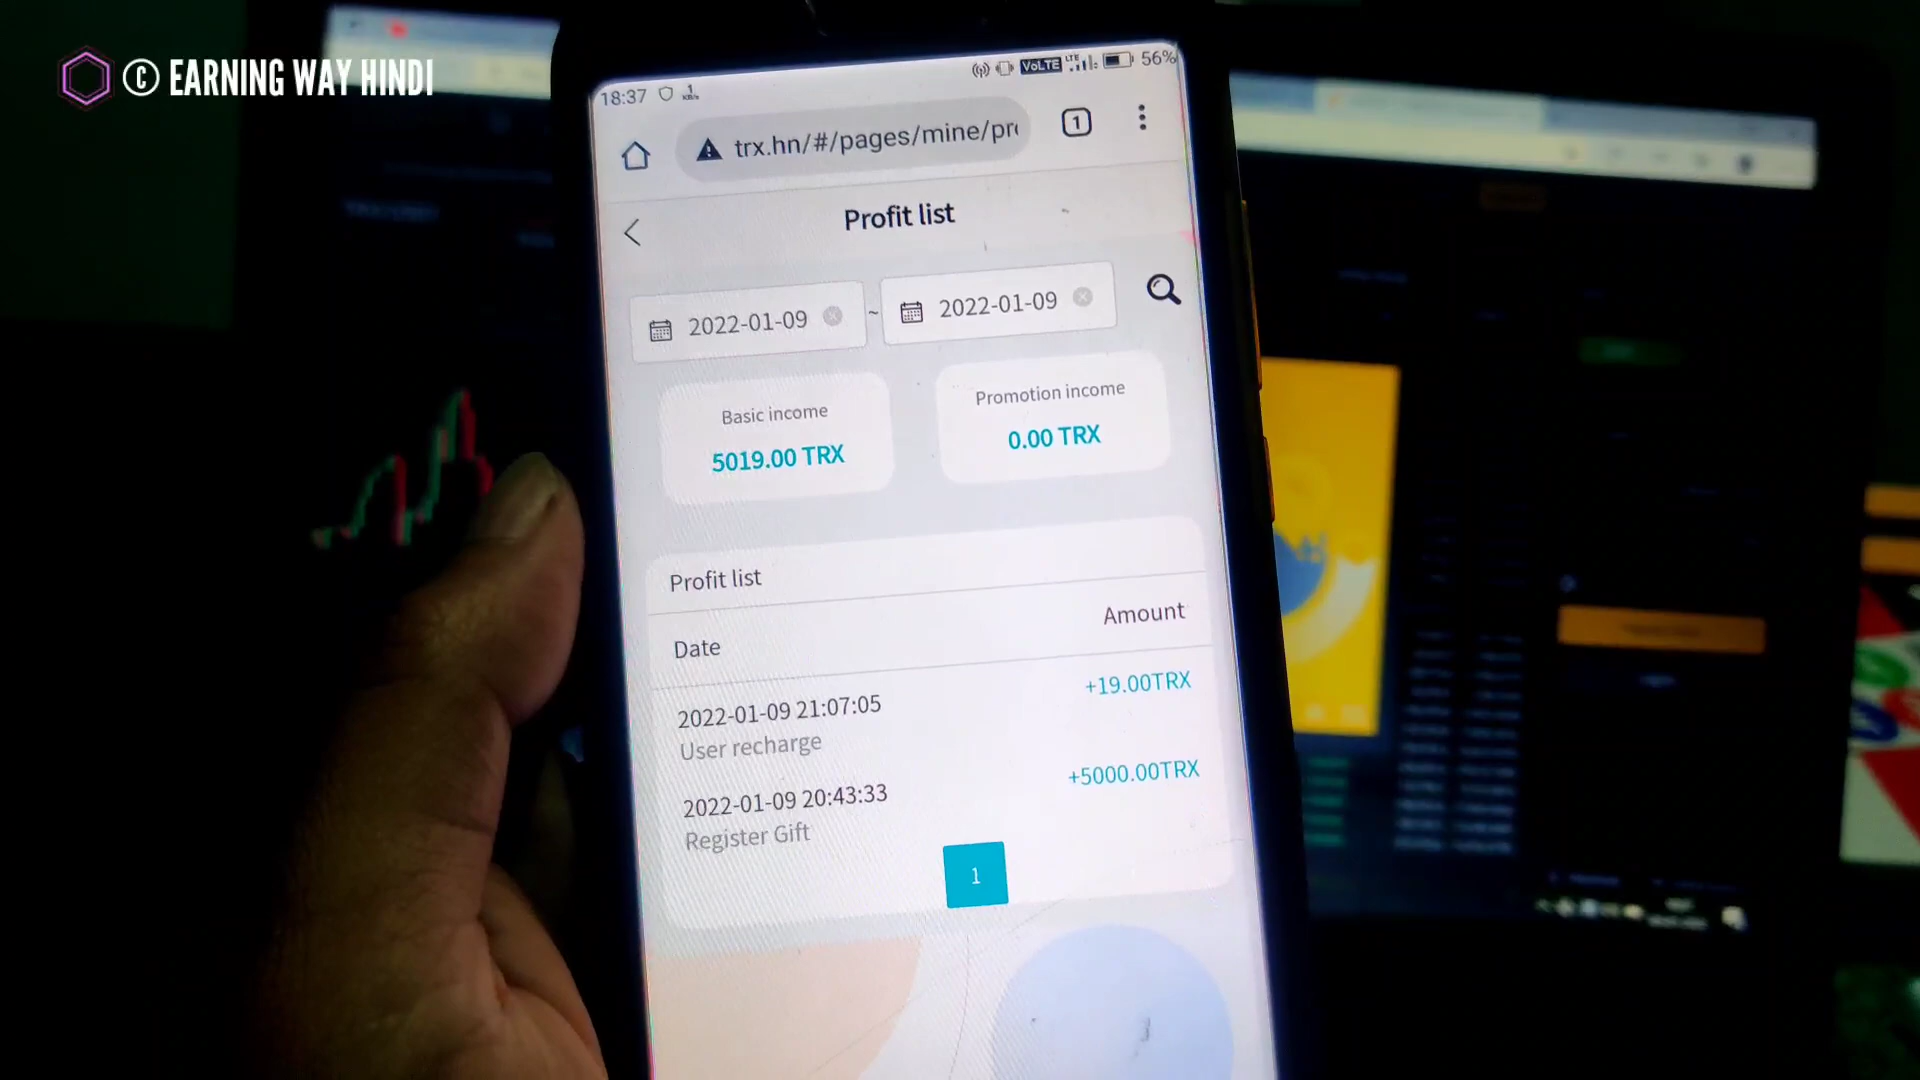 © EARNING WAY HINDI
18:37
VoLTE LTE 56%
trx.hn/#/pages/mine/pro
1
Profit list
2022-01-09 ~ 2022-01-09
Basic income
5019.00 TRX
Promotion income
0.00 TRX
Profit list
Date Amount
2022-01-09 21:07:05 +19.00TRX
User recharge
2022-01-09 20:43:33 +5000.00TRX
Register Gift
1